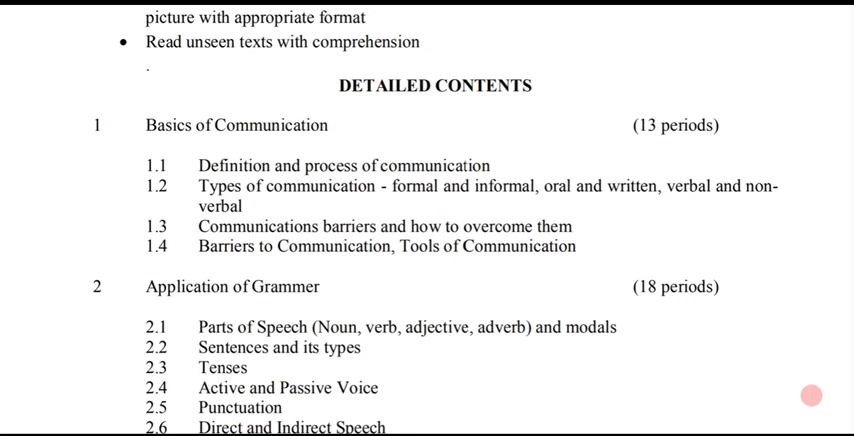 picture with appropriate format
• Read unseen texts with comprehension
.
DETAILED CONTENTS
1 Basics of Communication (13 periods)
1.1 Definition and process of communication
1.2 Types of communication - formal and informal, oral and written, verbal and non-
verbal
1.3 Communications barriers and how to overcome them
1.4 Barriers to Communication, Tools of Communication
2 Application of Grammer (18 periods)
2.1 Parts of Speech (Noun, verb, adjective, adverb) and modals
2.2 Sentences and its types
2.3 Tenses
2.4 Active and Passive Voice
2.5 Punctuation
2.6 Direct and Indirect Speech